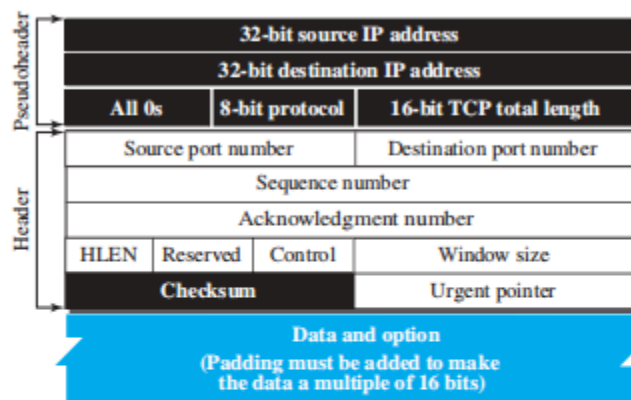 Pseudoheader
32-bit source IP address
32-bit destination IP address
All 0s 8-bit protocol 16-bit TCP total length
Header
Source port number Destination port number
Sequence number
Acknowledgment number
HLEN Reserved Control Window size
Checksum Urgent pointer
Data and option
(Padding must be added to make
the data a multiple of 16 bits)